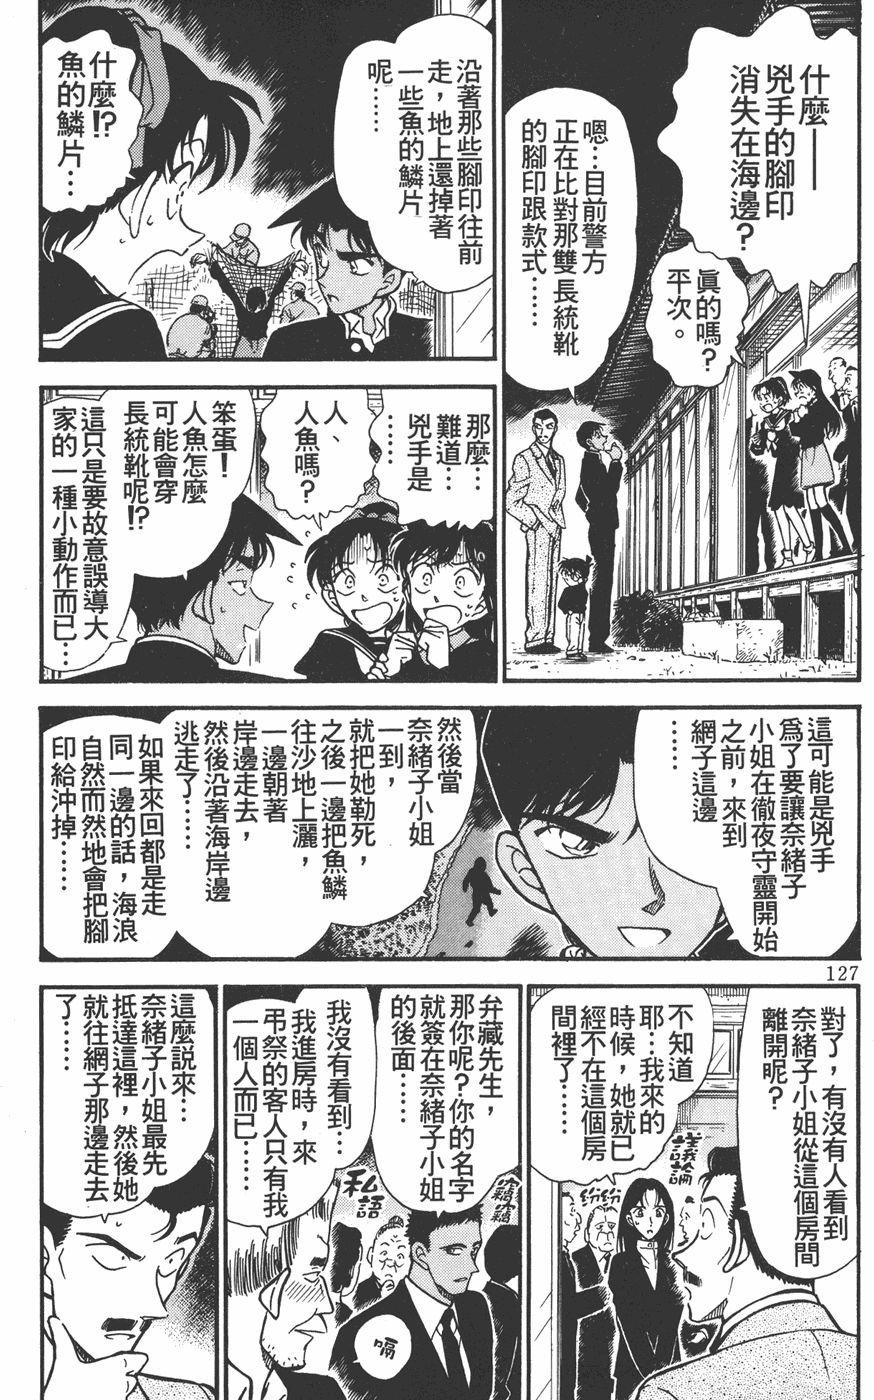 什麼——
兇手的腳印
消失在海邊？
真的嗎？
平次。
嗯…目前警方
正在比對那雙長統靴
的腳印跟款式……
沿著那些腳印往前
走，地上還掉著
一些魚的鱗片
呢……
什麼!?
魚的鱗片…
那麼…
難道…
兇手是
……
人、
人魚嗎？
笨蛋！
人魚怎麼
可能會穿
長統靴呢!?
這只是要故意誤導大
家的一種小動作而已…
這可能是兇手
為了要讓奈緒子
小姐在徹夜守靈開始
之前，來到
網子這邊
……
然後當
奈緒子小姐
一到，
就把她勒死，
之後一邊把魚鱗
往沙地上灑，
一邊朝著
岸邊走去，
然後沿著海岸邊
逃走了……
如果來回都是走
同一邊的話，海浪
自然而然地會把腳
印給沖掉……
127
對了，有沒有人看到
奈緒子小姐從這個房間
離開呢？
不知道
耶…我來的
時候，她就已
經不在這個房
間裡了……
議論
紛紛
弁藏先生，
那你呢？你的名字
就簽在奈緒子小姐
的後面……
竊竊
私語
我沒有看到…
我進房時，來
弔祭的客人只有我
一個人而已……
嗝
這麼說來…
奈緒子小姐最先
抵達這裡，然後她
就往網子那邊走去
了……